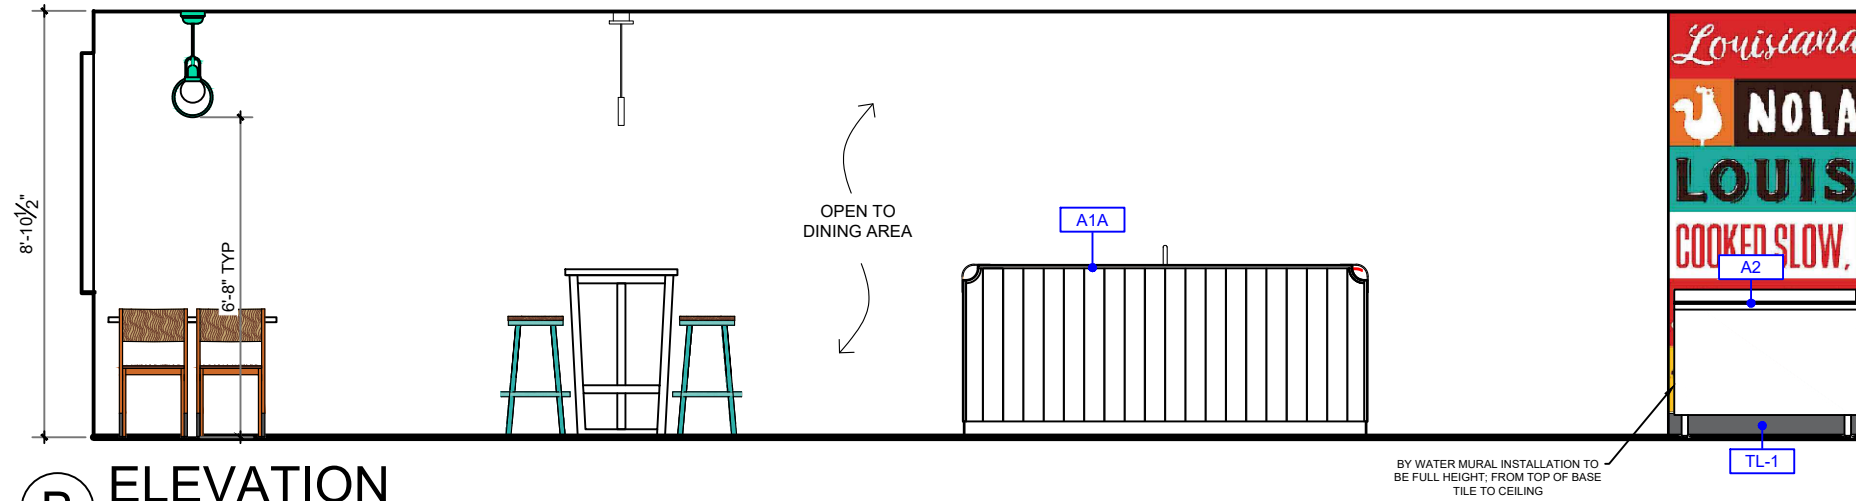 Louisiana
NOLA
LOUIS
COOKED SLOW,
8'-10½"
6'-8" TYP
OPEN TO
DINING AREA
A1A
A2
TL-1
BY WATER MURAL INSTALLATION TO
BE FULL HEIGHT; FROM TOP OF BASE
TILE TO CEILING
ELEVATION